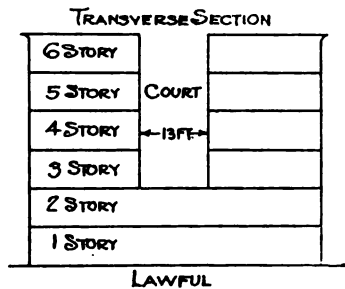 TRANSVERSE SECTION
6 STORY
5 STORY COURT
4 STORY 13 FT.
3 STORY
2 STORY
1 STORY
LAWFUL